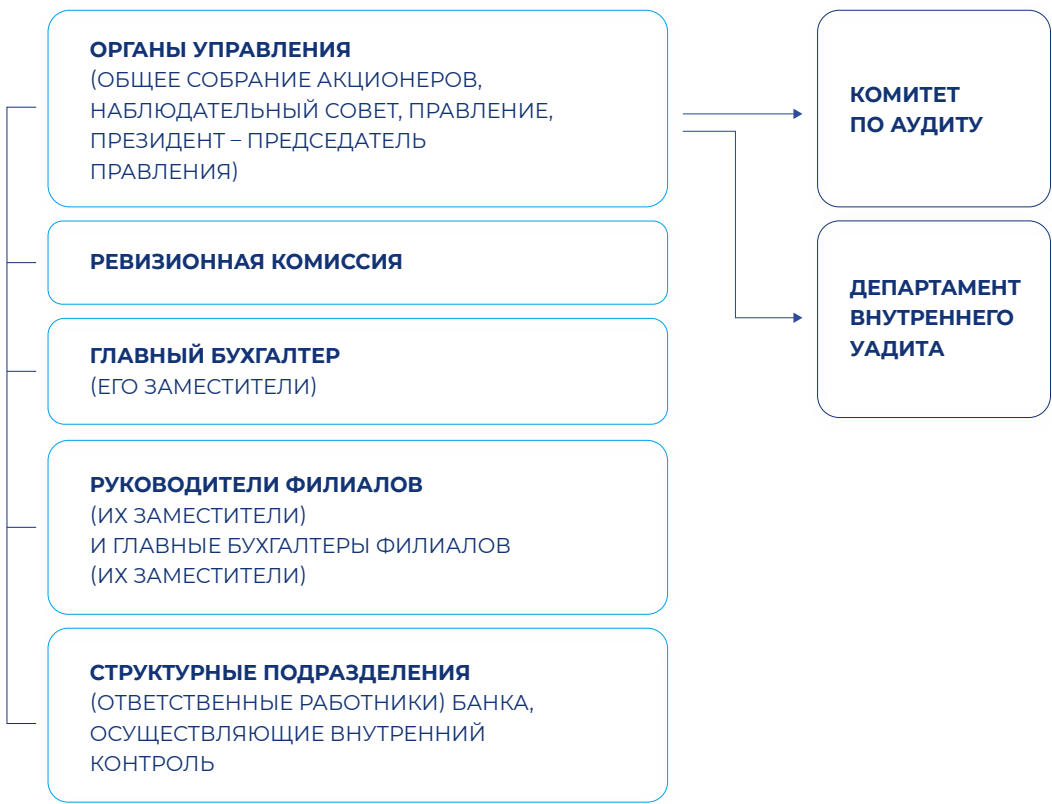 ОРГАНЫ УПРАВЛЕНИЯ
(ОБЩЕЕ СОБРАНИЕ АКЦИОНЕРОВ,
НАБЛЮДАТЕЛЬНЫЙ СОВЕТ, ПРАВЛЕНИЕ,
ПРЕЗИДЕНТ – ПРЕДСЕДАТЕЛЬ
ПРАВЛЕНИЯ)
КОМИТЕТ
ПО АУДИТУ
РЕВИЗИОННАЯ КОМИССИЯ
ДЕПАРТАМЕНТ
ВНУТРЕННЕГО
УАДИТА
ГЛАВНЫЙ БУХГАЛТЕР
(ЕГО ЗАМЕСТИТЕЛИ)
РУКОВОДИТЕЛИ ФИЛИАЛОВ
(ИХ ЗАМЕСТИТЕЛИ)
И ГЛАВНЫЕ БУХГАЛТЕРЫ ФИЛИАЛОВ
(ИХ ЗАМЕСТИТЕЛИ)
СТРУКТУРНЫЕ ПОДРАЗДЕЛЕНИЯ
(ОТВЕТСТВЕННЫЕ РАБОТНИКИ) БАНКА,
ОСУЩЕСТВЛЯЮЩИЕ ВНУТРЕННИЙ
КОНТРОЛЬ